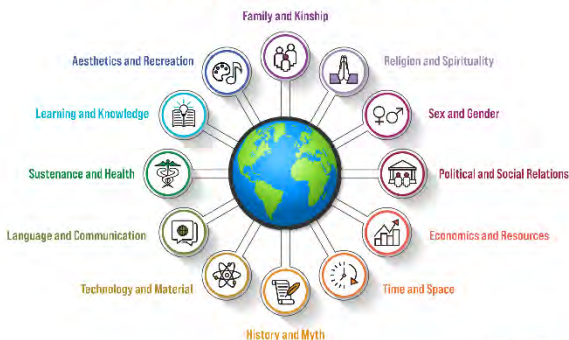 Family and Kinship
Aesthetics and Recreation
Religion and Spirituality
Learning and Knowledge
Sex and Gender
Sustenance and Health
Political and Social Relations
Language and Communication
Economics and Resources
Technology and Material
Time and Space
History and Myth